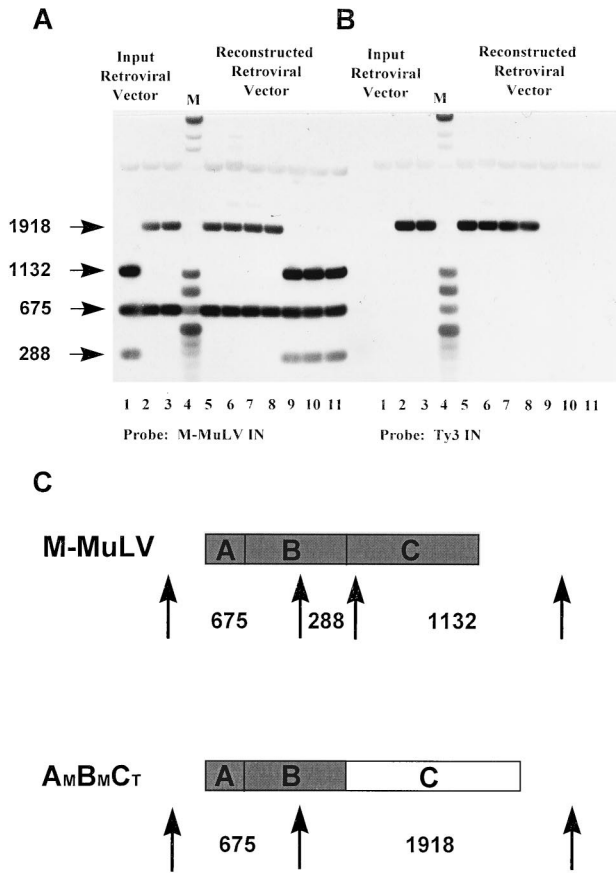 A
B
Input
Retroviral
Vector
M
Reconstructed
Retroviral
Vector
Input
Retroviral
Vector
M
Reconstructed
Retroviral
Vector
1918
1132
675
288
1 2 3 4 5 6 7 8 9 10 11
1 2 3 4 5 6 7 8 9 10 11
Probe: M-MuLV IN
Probe: Ty3 IN
C
M-MuLV
A B C
675 288 1132
AMBMCT
A B C
675 1918